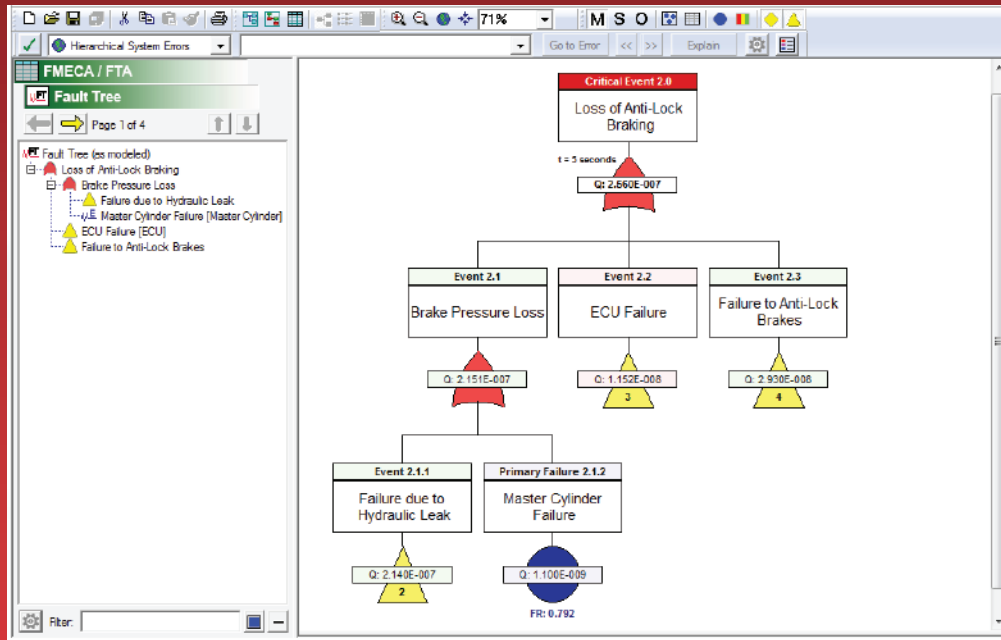 71%
M S O
Hierarchical System Errors
Go to Error << >> Explain
FMECA / FTA
FT Fault Tree
Page 1 of 4
Fault Tree (as modeled)
Loss of Anti-Lock Braking
Brake Pressure Loss
Failure due to Hydraulic Leak
Master Cylinder Failure [Master Cylinder]
ECU Failure [ECU]
Failure to Anti-Lock Brakes
Filter:
Critical Event 2.0
Loss of Anti-Lock
Braking
t = 5 seconds
Q: 2.560E-007
Event 2.1
Brake Pressure Loss
Q: 2.151E-007
Event 2.2
ECU Failure
Q: 1.152E-008
3
Event 2.3
Failure to Anti-Lock
Brakes
Q: 2.930E-008
4
Event 2.1.1
Failure due to
Hydraulic Leak
Q: 2.140E-007
2
Primary Failure 2.1.2
Master Cylinder
Failure
Q: 1.100E-009
FR: 0.792